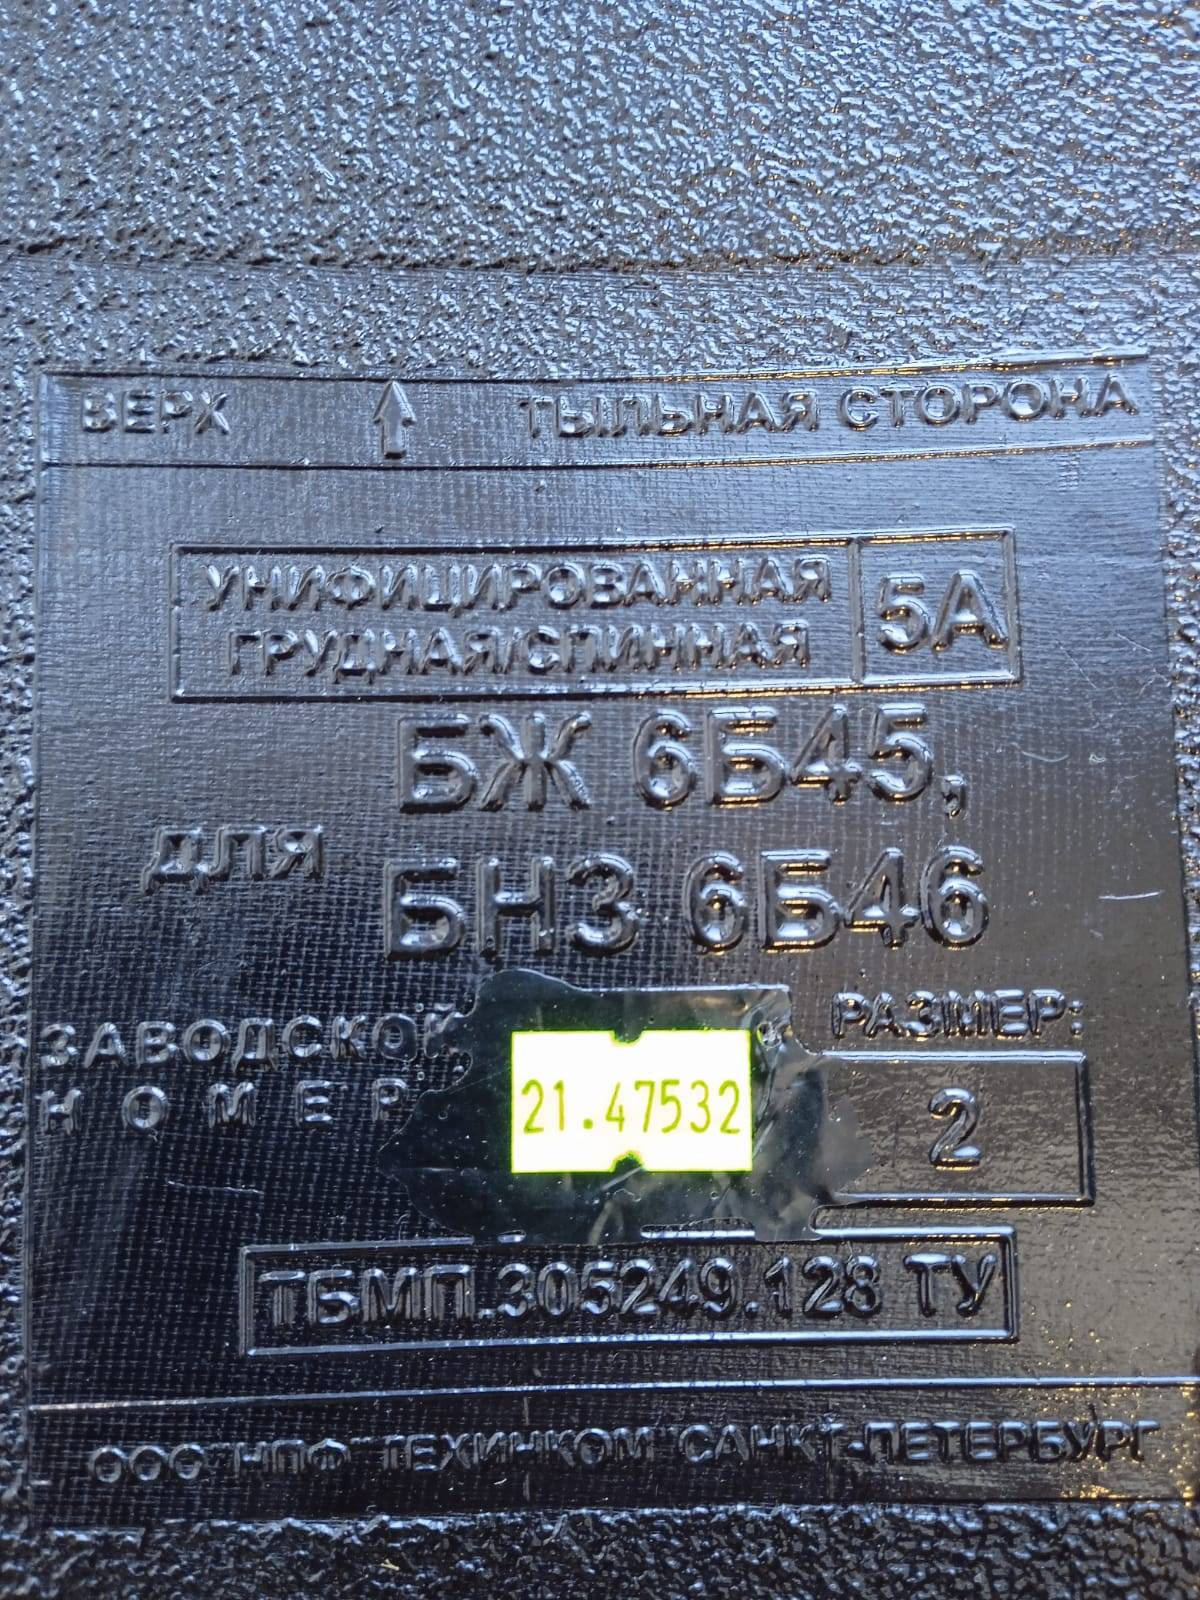 ВЕРХ ТЫЛЬНАЯ СТОРОНА
УНИФИЦИРОВАННАЯ
ГРУДНАЯ/СПИННАЯ
5А
БЖ 6Б45,
для
БНЗ 6Б46
ЗАВОДСКОЙ
НОМЕР
21.47532
РАЗМЕР:
2
ТБМП.305249.128 ТУ
ООО "НПФ "ТЕХИНКОМ" САНКТ-ПЕТЕРБУРГ